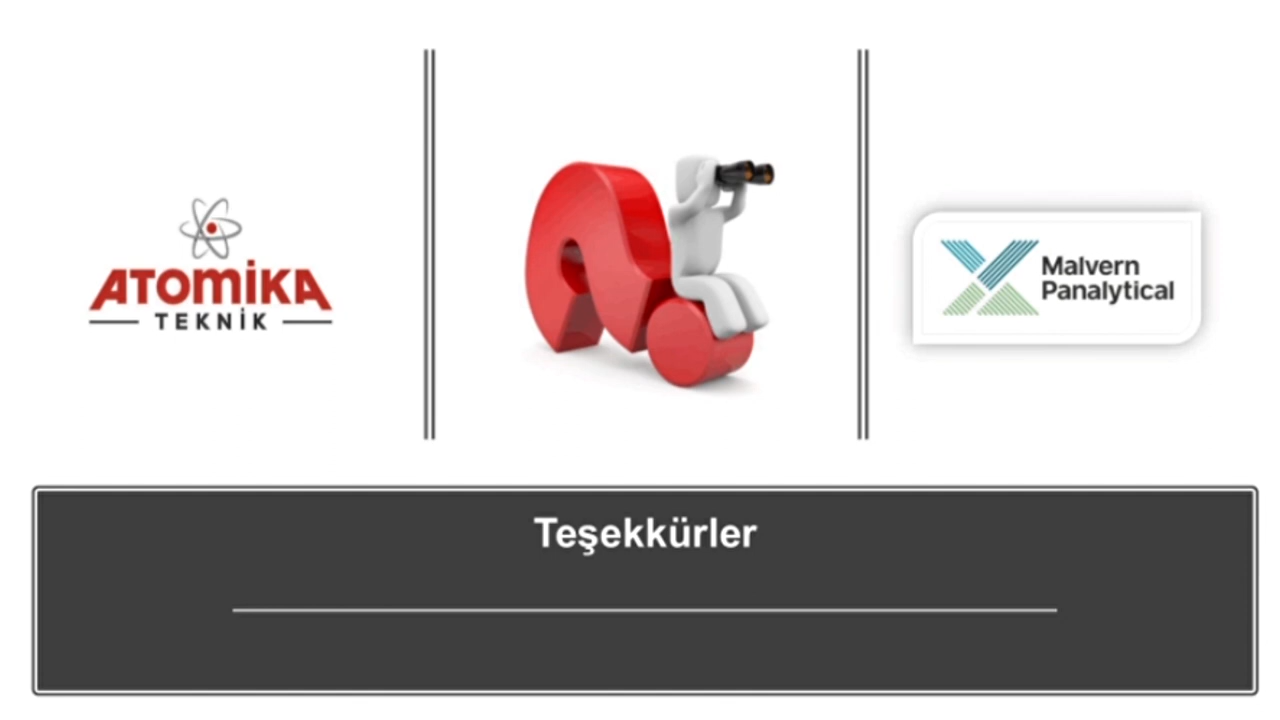 ATOMİKA
TEKNİK
Malvern
Panalytical
Teşekkürler